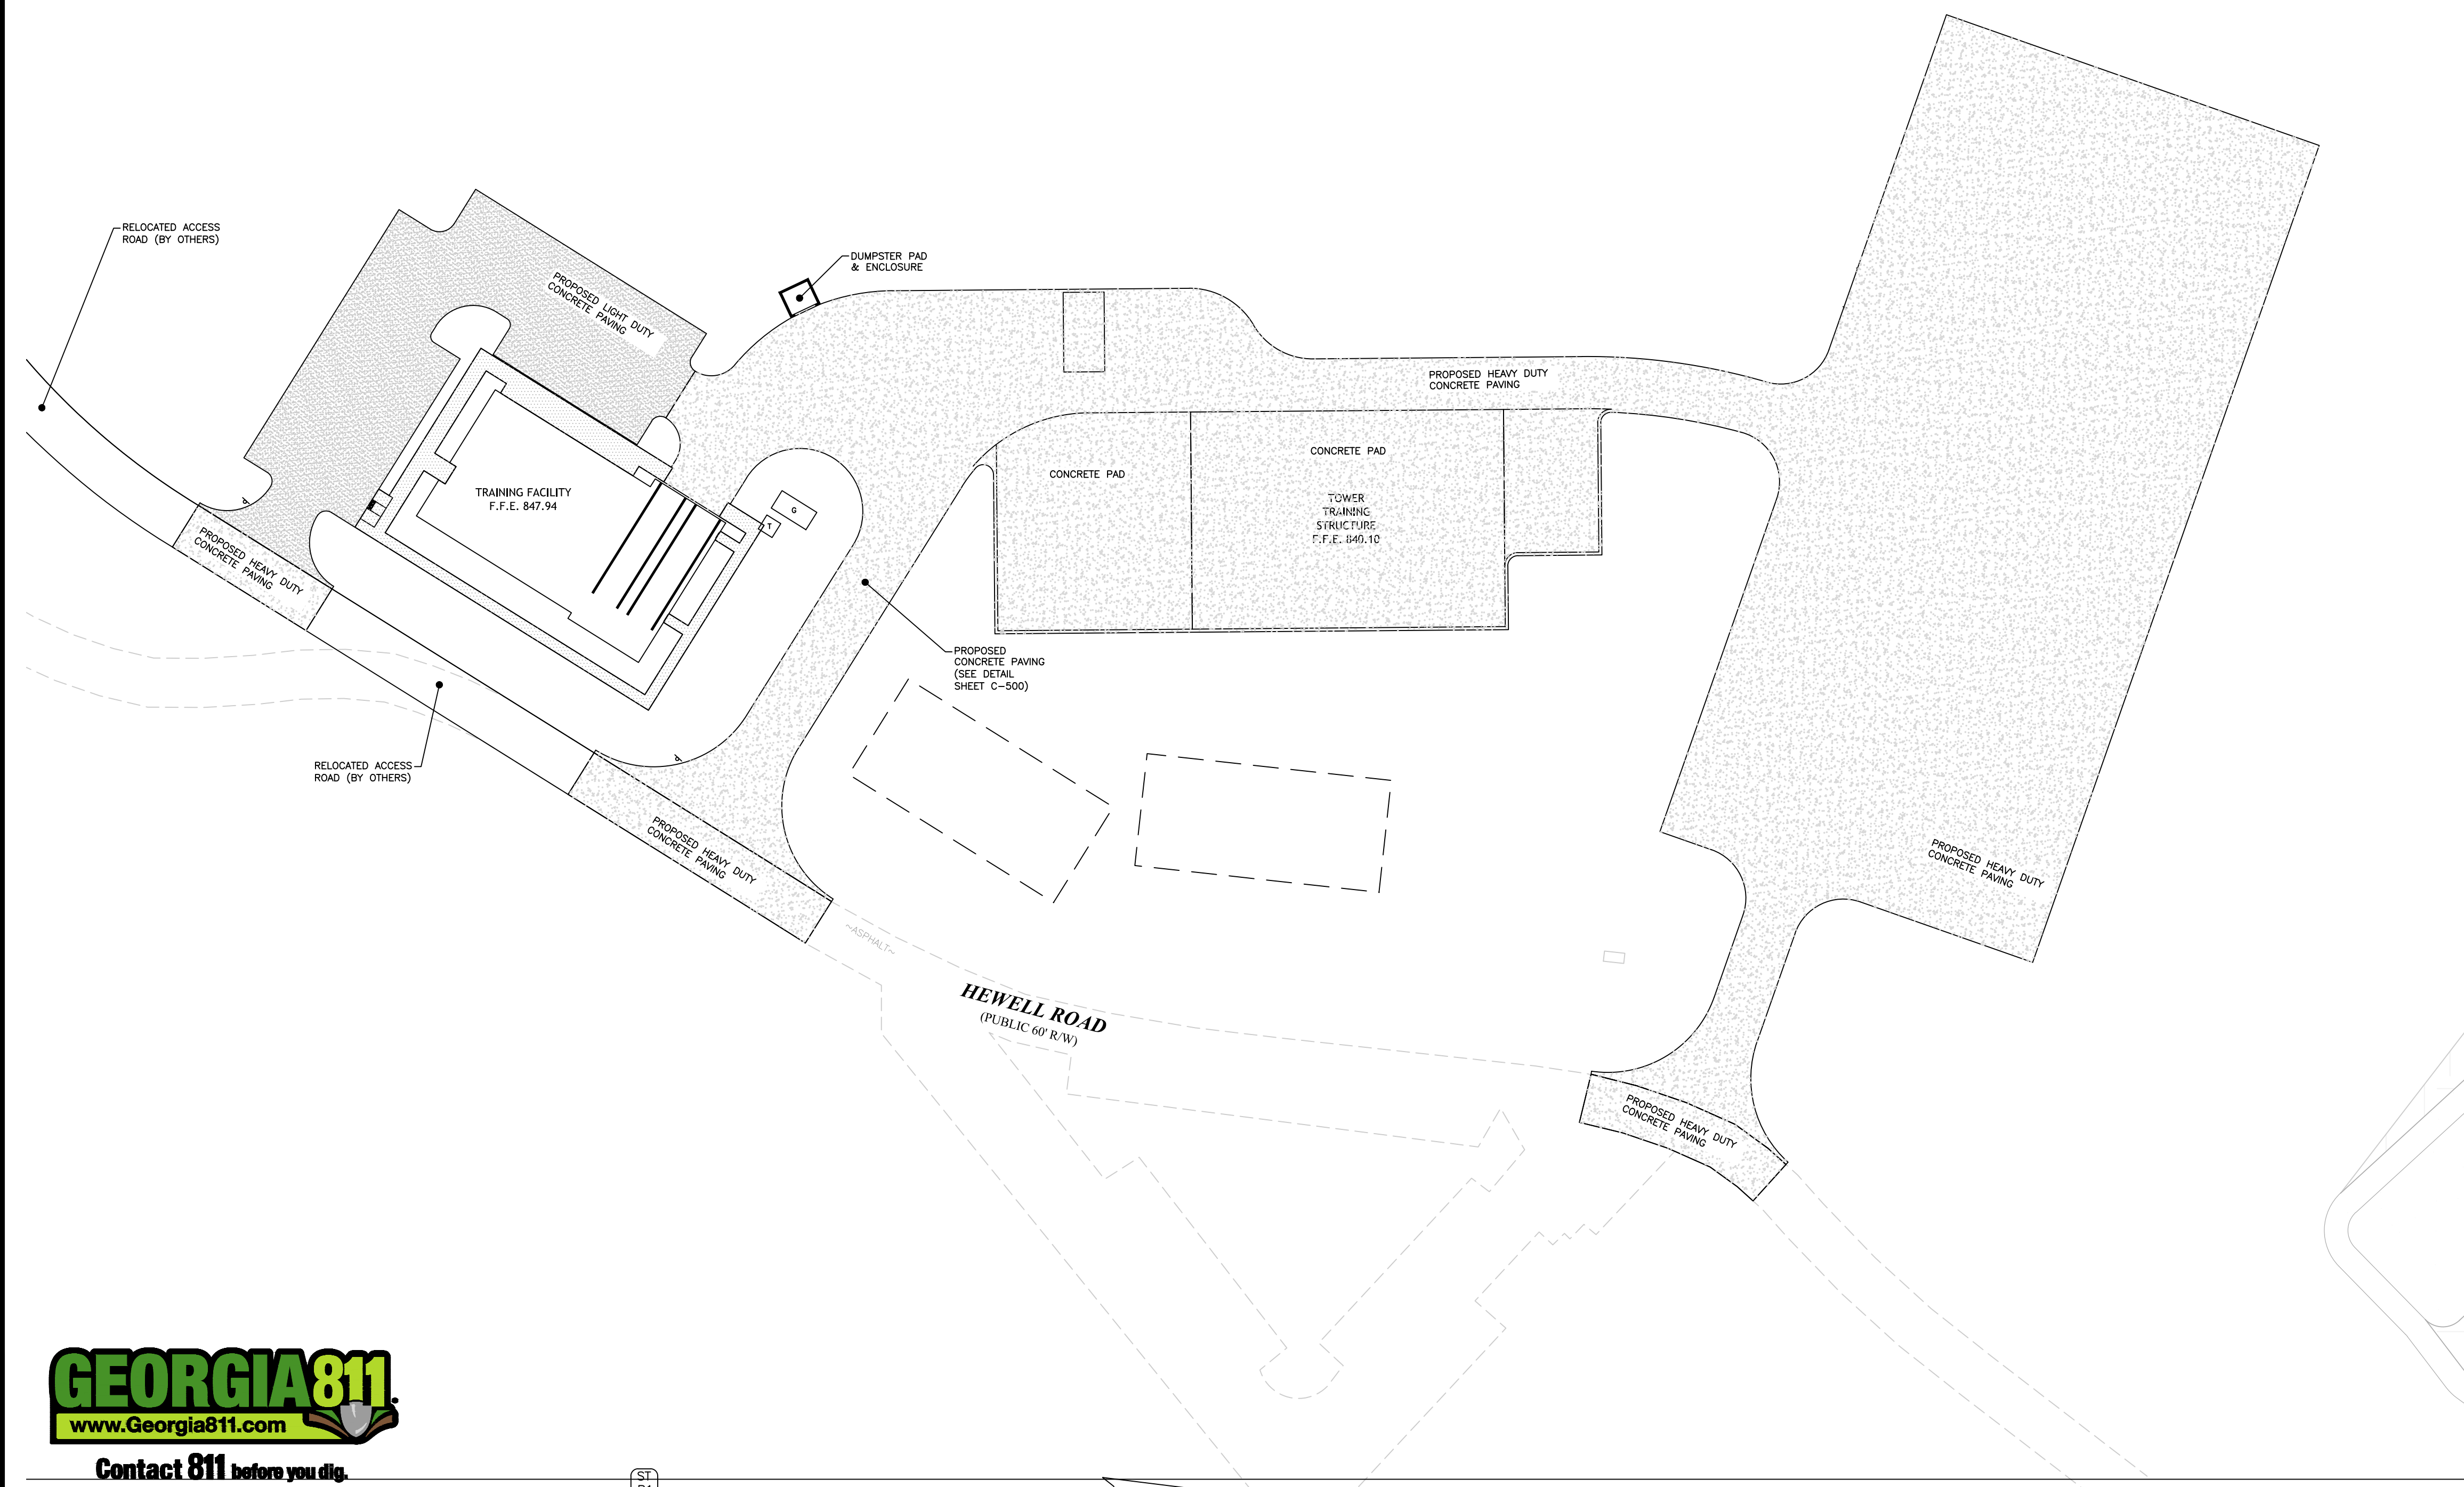 RELOCATED ACCESS
ROAD (BY OTHERS)
DUMPSTER PAD
& ENCLOSURE
PROPOSED LIGHT DUTY
CONCRETE PAVING
PROPOSED HEAVY DUTY
CONCRETE PAVING
CONCRETE PAD
CONCRETE PAD
TRAINING FACILITY
F.F.E. 847.94
TOWER
TRAINING
STRUCTURE
F.F.E. 840.10
G
T
PROPOSED HEAVY DUTY
CONCRETE PAVING
PROPOSED
CONCRETE PAVING
(SEE DETAIL
SHEET C-500)
RELOCATED ACCESS
ROAD (BY OTHERS)
PROPOSED HEAVY DUTY
CONCRETE PAVING
PROPOSED HEAVY DUTY
CONCRETE PAVING
~ASPHALT~
HEWELL ROAD
(PUBLIC 60' R/W)
PROPOSED HEAVY DUTY
CONCRETE PAVING
GEORGIA811
www.Georgia811.com
Contact 811 before you dig.
ST